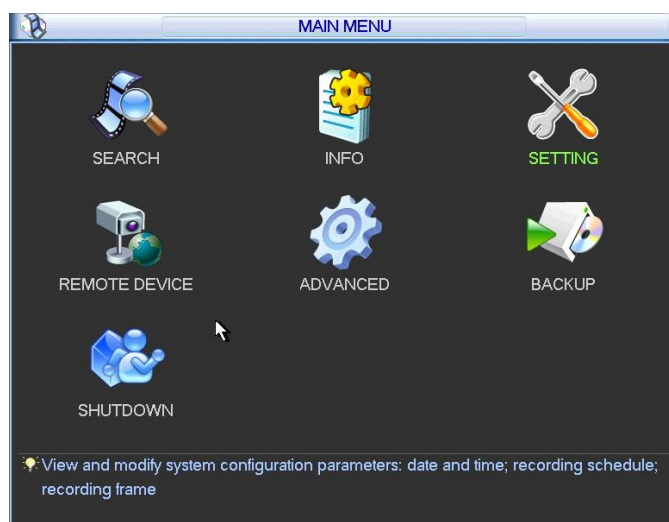 MAIN MENU
SEARCH
INFO
SETTING
REMOTE DEVICE
ADVANCED
BACKUP
SHUTDOWN
View and modify system configuration parameters: date and time; recording schedule;
recording frame